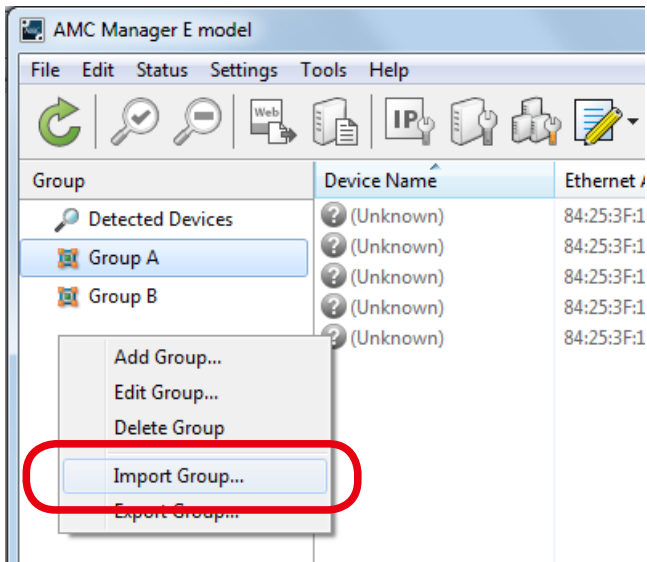 AMC Manager E model
File Edit Status Settings Tools Help
Web IP
Group Device Name Ethernet A
Detected Devices (Unknown) 84:25:3F:1
Group A (Unknown) 84:25:3F:1
(Unknown) 84:25:3F:1
Group B (Unknown) 84:25:3F:1
(Unknown) 84:25:3F:1
Add Group...
Edit Group...
Delete Group
Import Group...
Export Group...